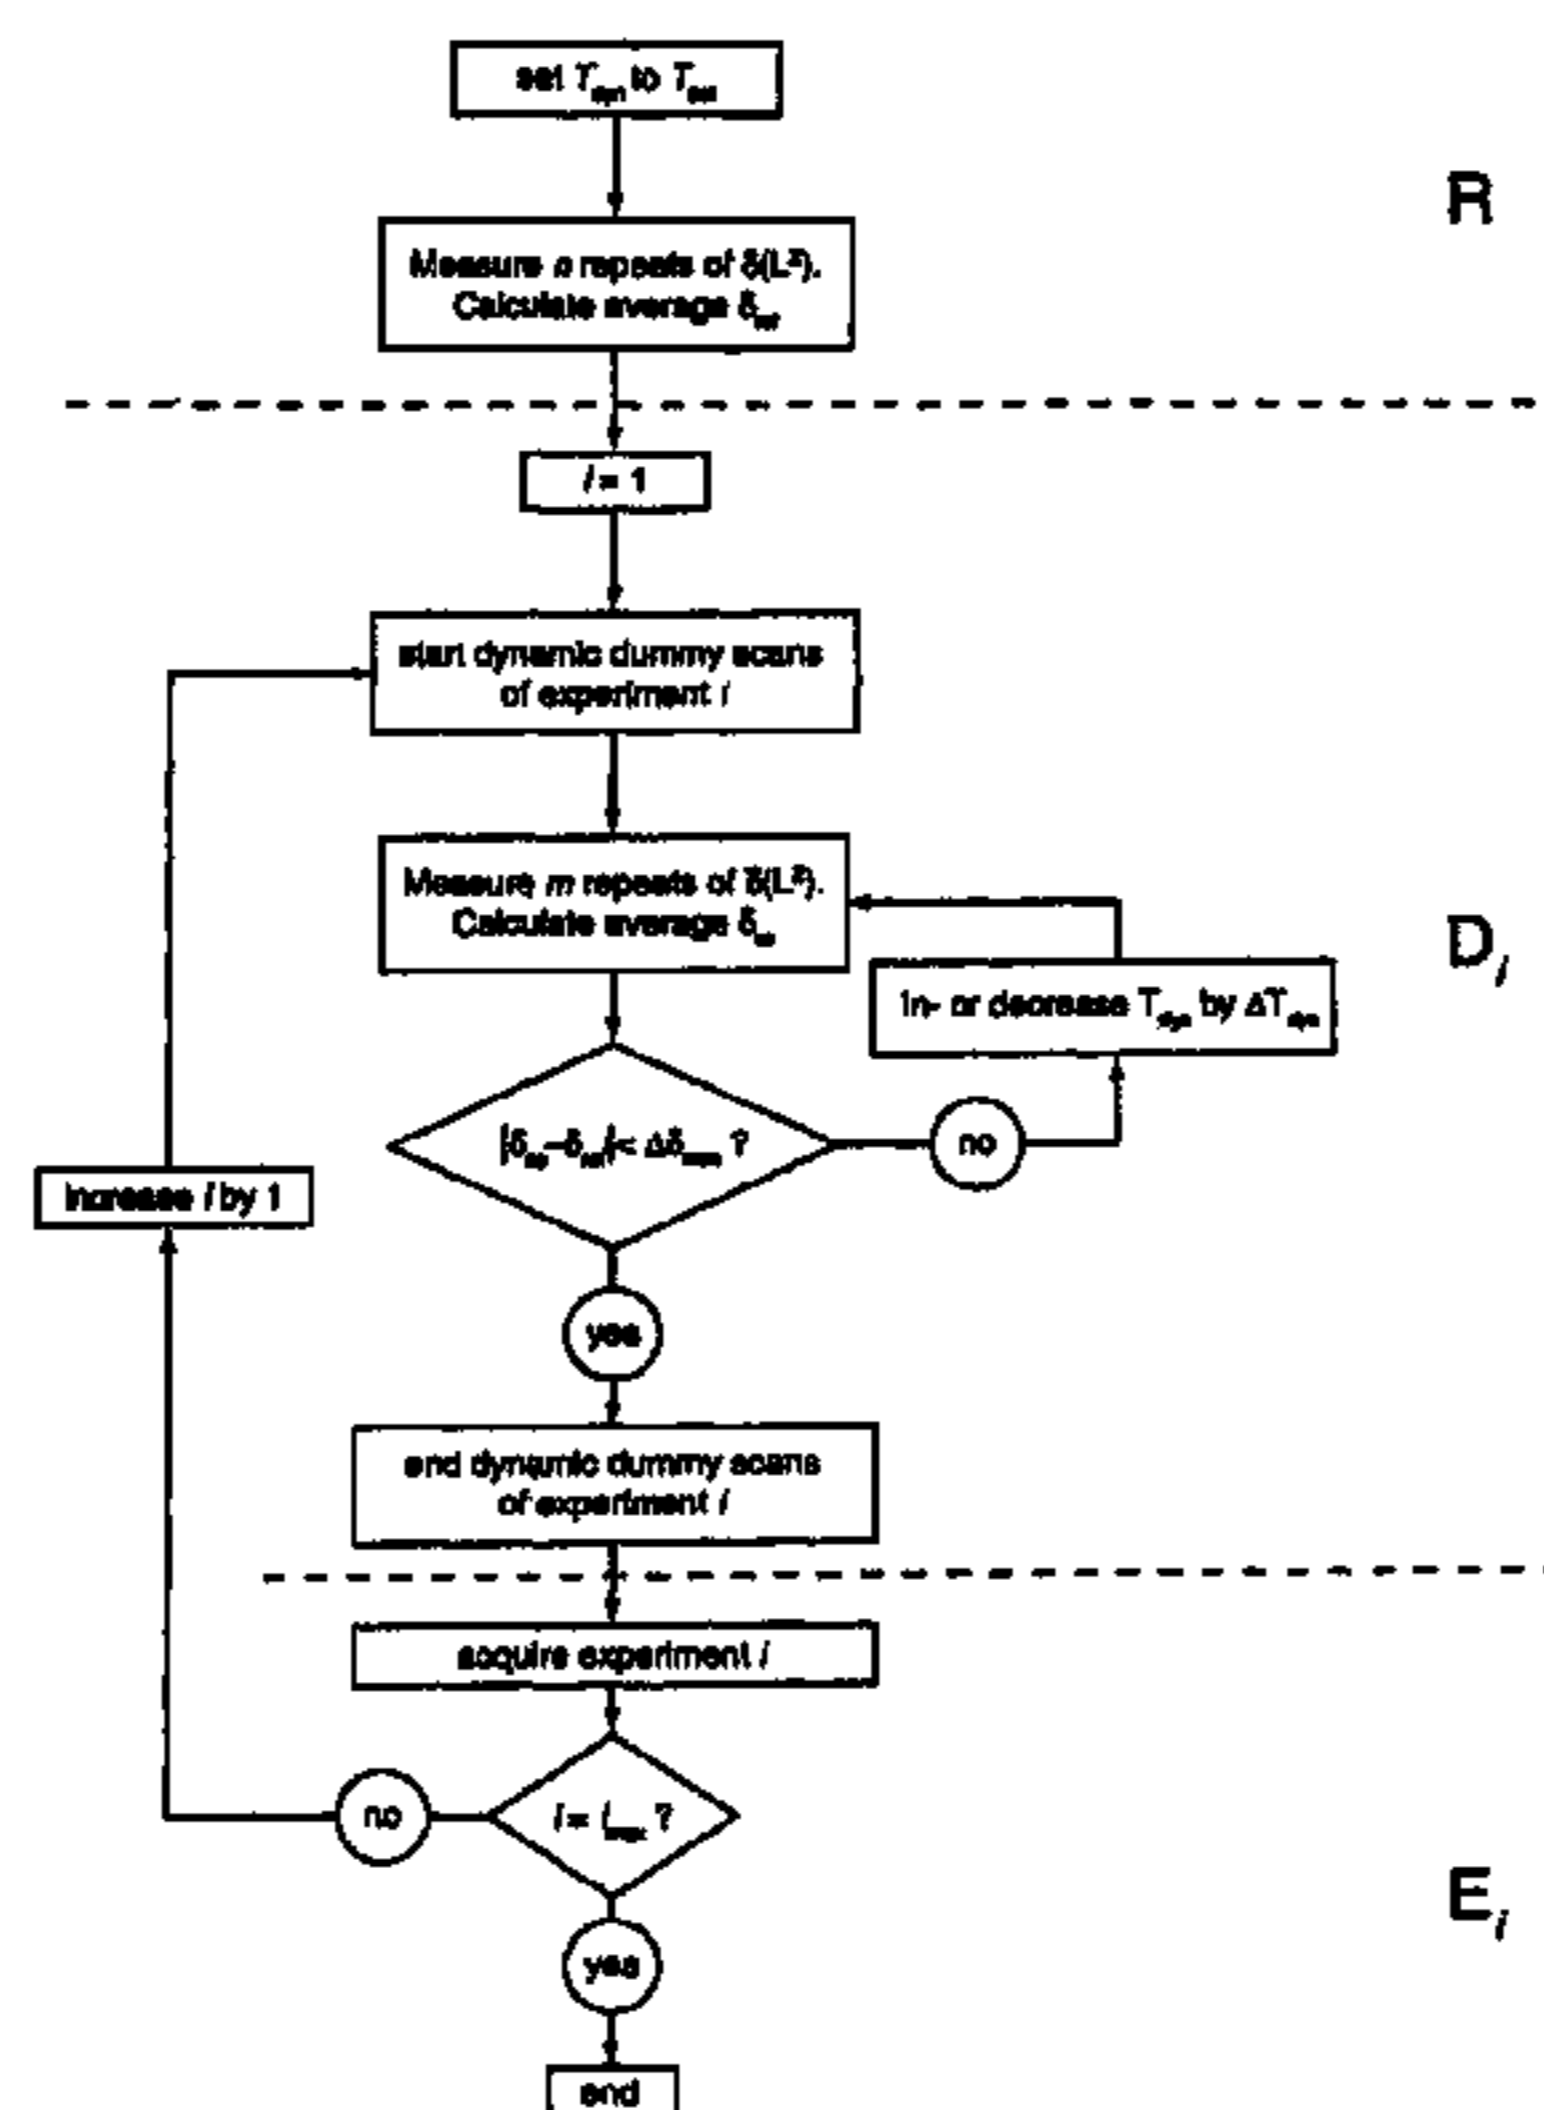 set T to T
R
Measure repeats of δ(L²).
Calculate average δ
i = 1
start dynamic dummy scans
of experiment i
Measure m repeats of δ(L²).
Calculate average δ
D i
in- or decrease T by ΔT
|δ –δ |< Δδ ?
no
increase i by 1
yes
end dynamic dummy scans
of experiment i
acquire experiment i
no
i = i max ?
E i
yes
end